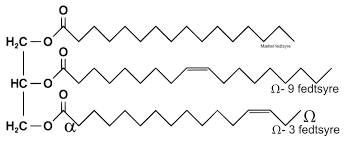 O
H₂C—O
Mættet fedtsyre
O
HC—O
Ω- 9 fedtsyre
O
H₂C—O
α
Ω
Ω- 3 fedtsyre